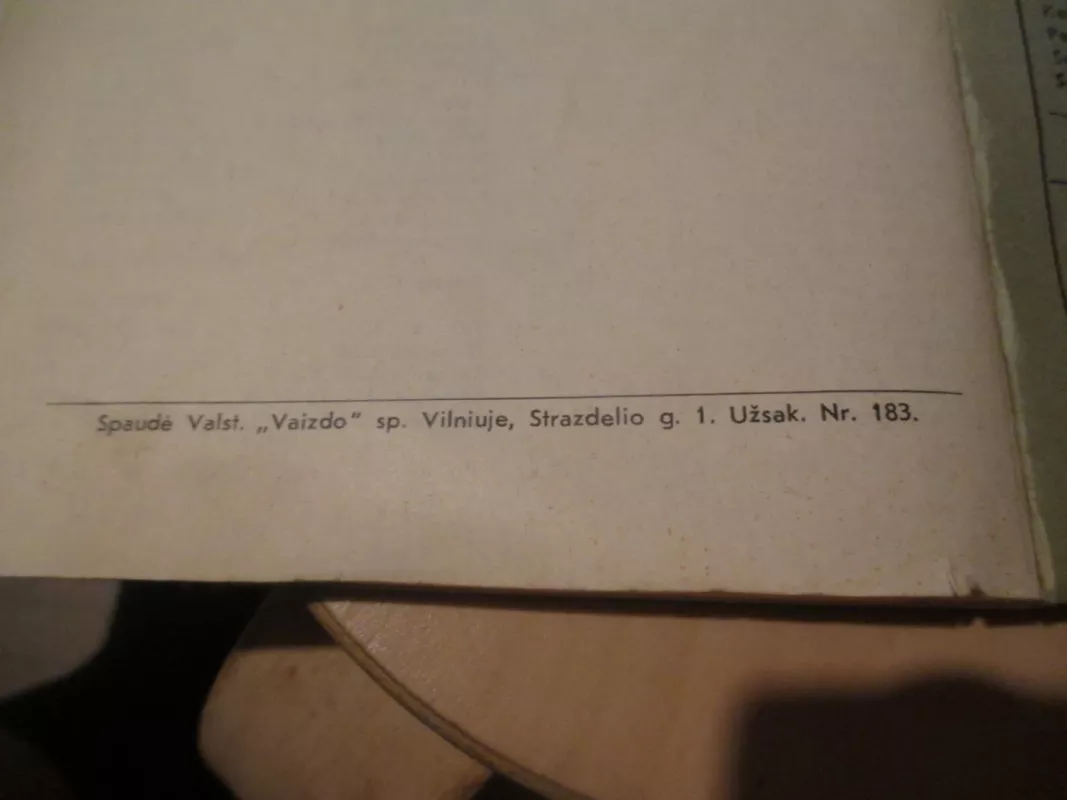 Spaudė Valst. „Vaizdo" sp. Vilniuje, Strazdelio g. 1. Užsak. Nr. 183.